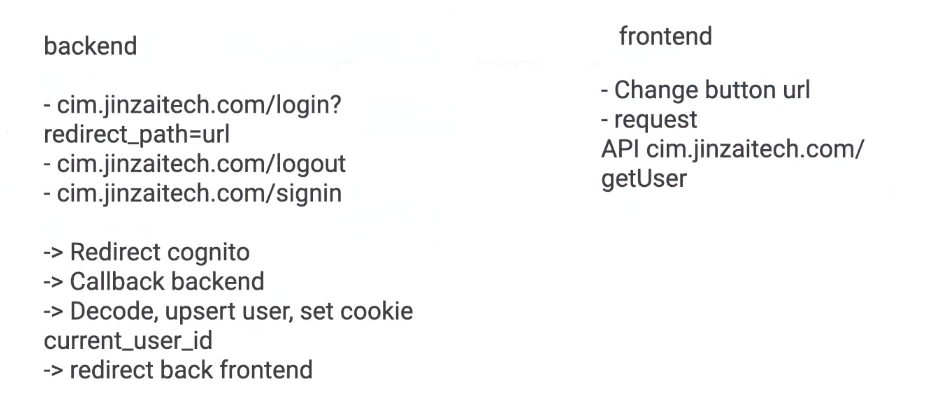 backend
- cim.jinzaitech.com/login?
redirect_path=url
- cim.jinzaitech.com/logout
- cim.jinzaitech.com/signin
-> Redirect cognito
-> Callback backend
-> Decode, upsert user, set cookie
current_user_id
-> redirect back frontend
frontend
- Change button url
- request
API cim.jinzaitech.com/
getUser